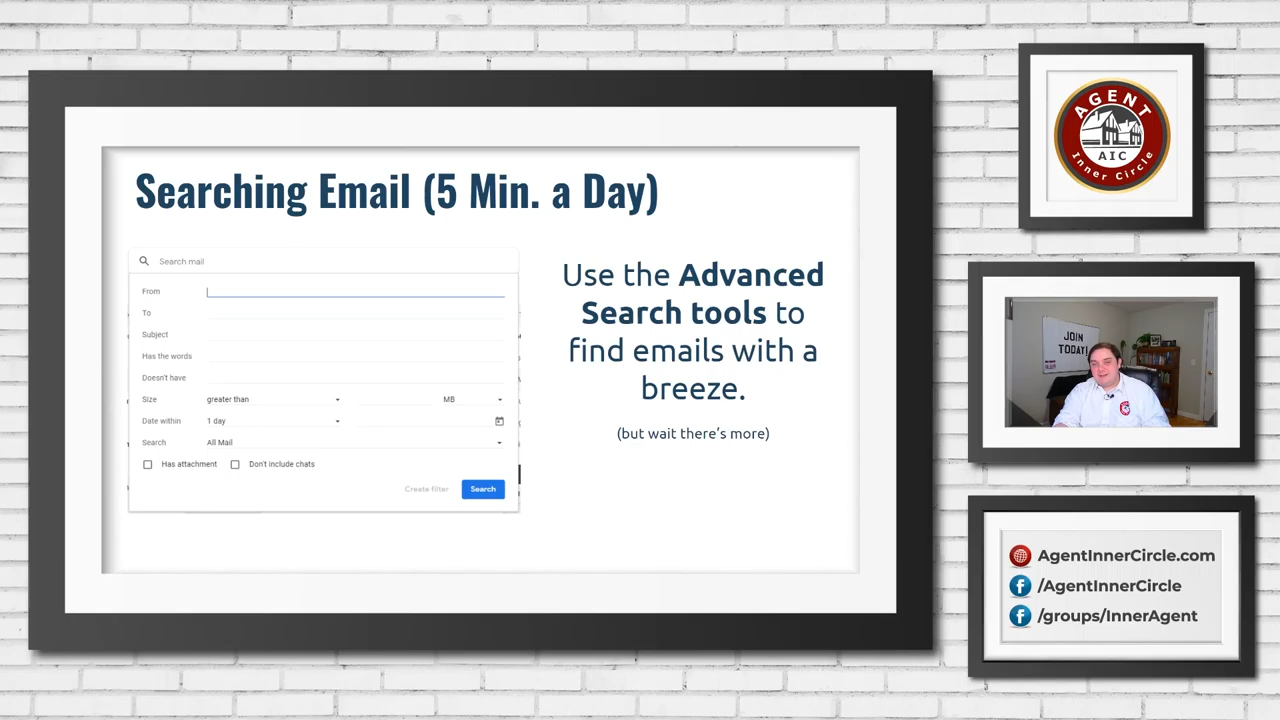 Searching Email (5 Min. a Day)
Search mail
From
To
Subject
Has the words
Doesn't have
Size greater than MB
Date within 1 day
Search All Mail
Has attachment Don't include chats
Create filter Search
Use the Advanced
Search tools to
find emails with a
breeze.
(but wait there's more)
AGENT
AIC
Inner Circle
JOIN
TODAY!
AgentInnerCircle.com
/AgentInnerCircle
/groups/InnerAgent